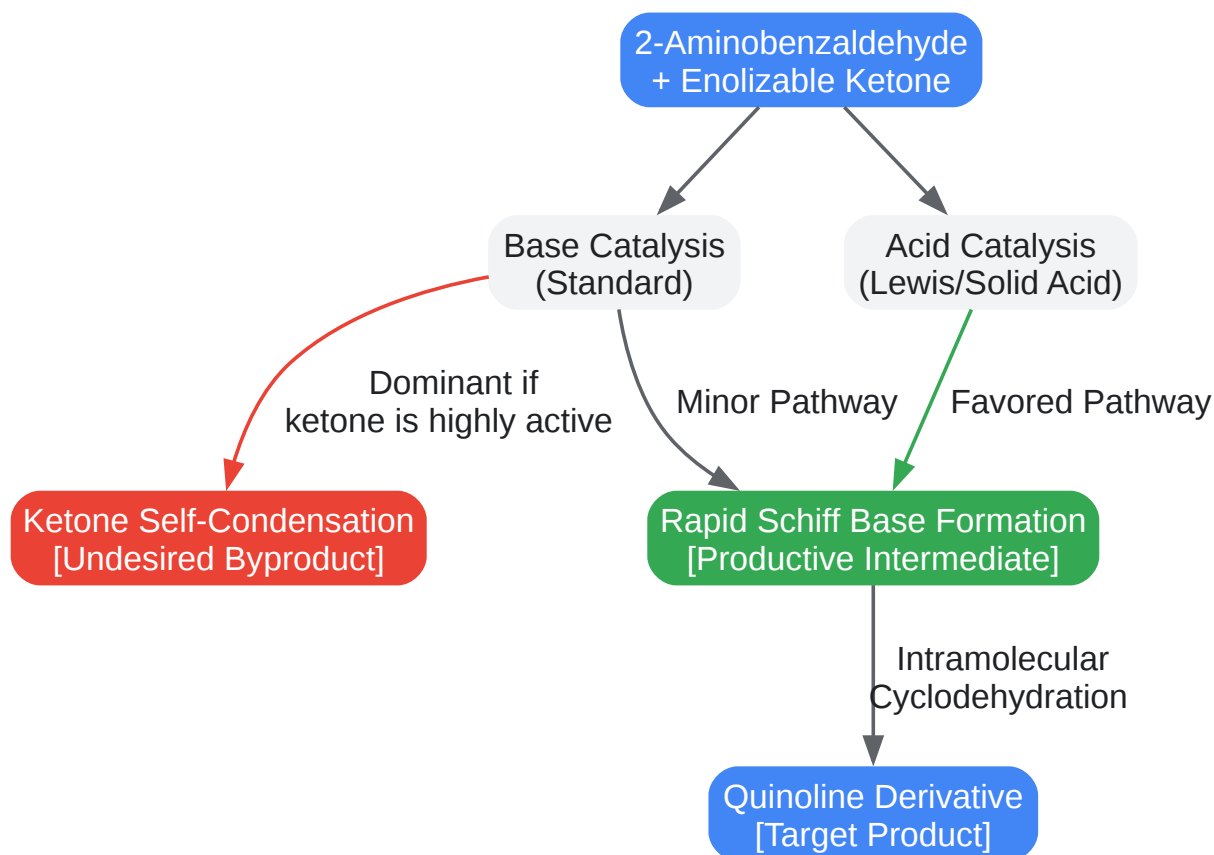 2-Aminobenzaldehyde
+ Enolizable Ketone
Base Catalysis
(Standard)
Acid Catalysis
(Lewis/Solid Acid)
Dominant if
ketone is highly active
Minor Pathway
Favored Pathway
Ketone Self-Condensation
[Undesired Byproduct]
Rapid Schiff Base Formation
[Productive Intermediate]
Intramolecular
Cyclodehydration
Quinoline Derivative
[Target Product]